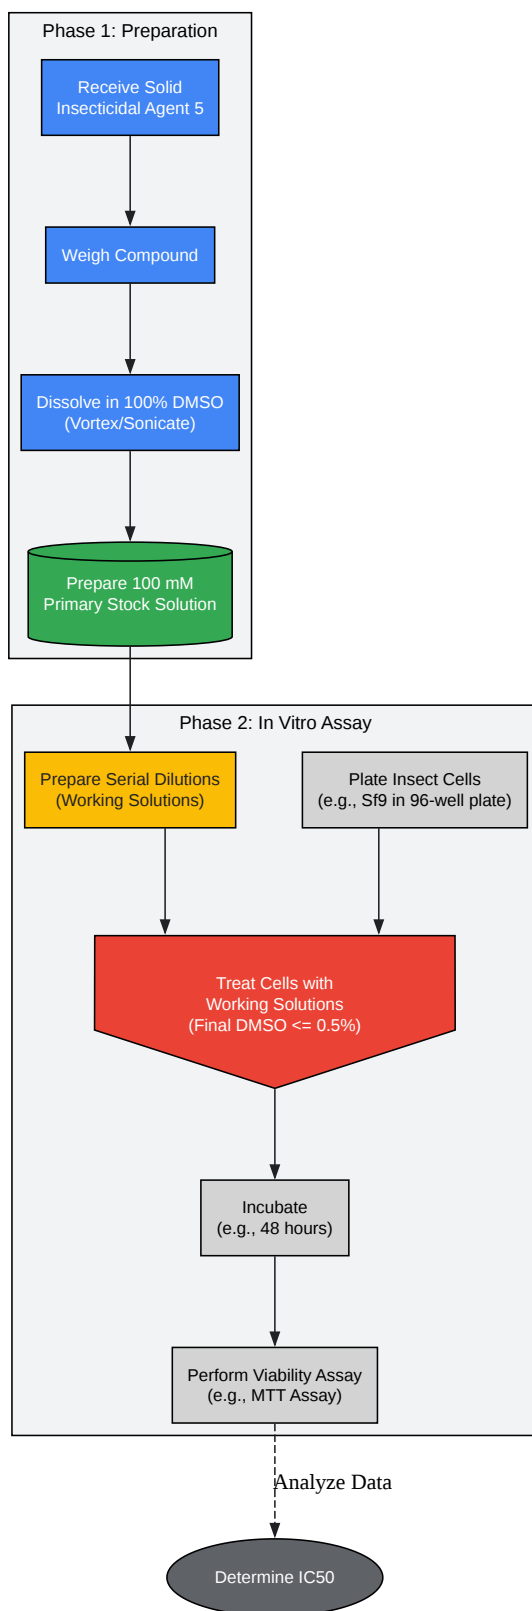 Phase 1: Preparation
Receive Solid
Insecticidal Agent 5
Weigh Compound
Dissolve in 100% DMSO
(Vortex/Sonicate)
Prepare 100 mM
Primary Stock Solution
Phase 2: In Vitro Assay
Prepare Serial Dilutions
(Working Solutions)
Plate Insect Cells
(e.g., Sf9 in 96-well plate)
Treat Cells with
Working Solutions
(Final DMSO <= 0.5%)
Incubate
(e.g., 48 hours)
Perform Viability Assay
(e.g., MTT Assay)
Analyze Data
Determine IC50